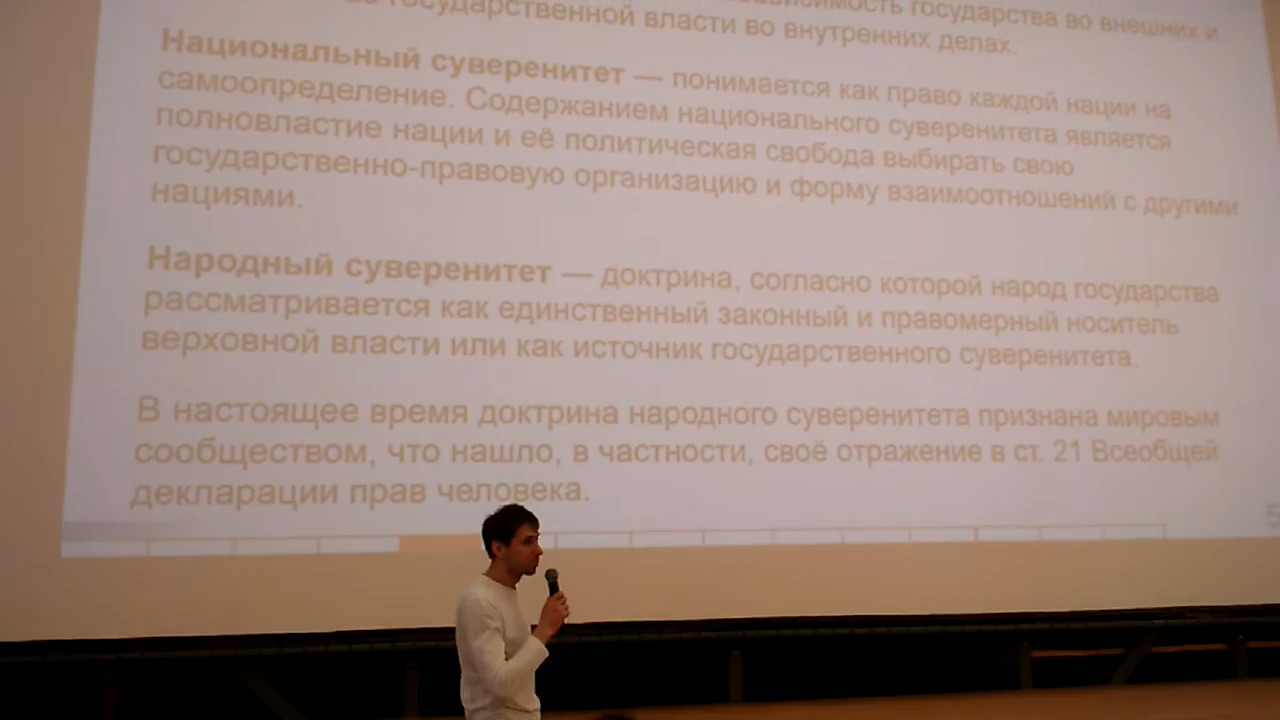 государства во внешних и
государственной власти во внутренних делах.
Национальный суверенитет — понимается как право каждой нации на
самоопределение. Содержанием национального суверенитета является
полновластие нации и её политическая свобода выбирать свою
государственно-правовую организацию и форму взаимоотношений с другими
нациями.
Народный суверенитет — доктрина, согласно которой народ государства
рассматривается как единственный законный и правомерный носитель
верховной власти или как источник государственного суверенитета.
В настоящее время доктрина народного суверенитета признана мировым
сообществом, что нашло, в частности, своё отражение в ст. 21 Всеобщей
декларации прав человека.